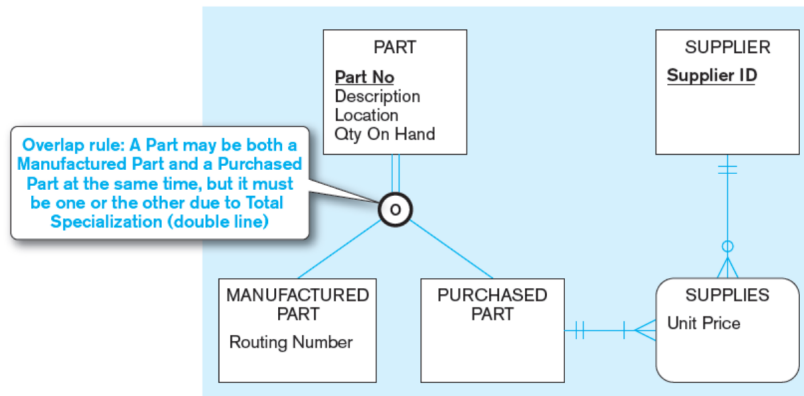 PART
Part No
Description
Location
Qty On Hand
SUPPLIER
Supplier ID
Overlap rule: A Part may be both a
Manufactured Part and a Purchased
Part at the same time, but it must
be one or the other due to Total
Specialization (double line)
O
MANUFACTURED
PART
Routing Number
PURCHASED
PART
SUPPLIES
Unit Price